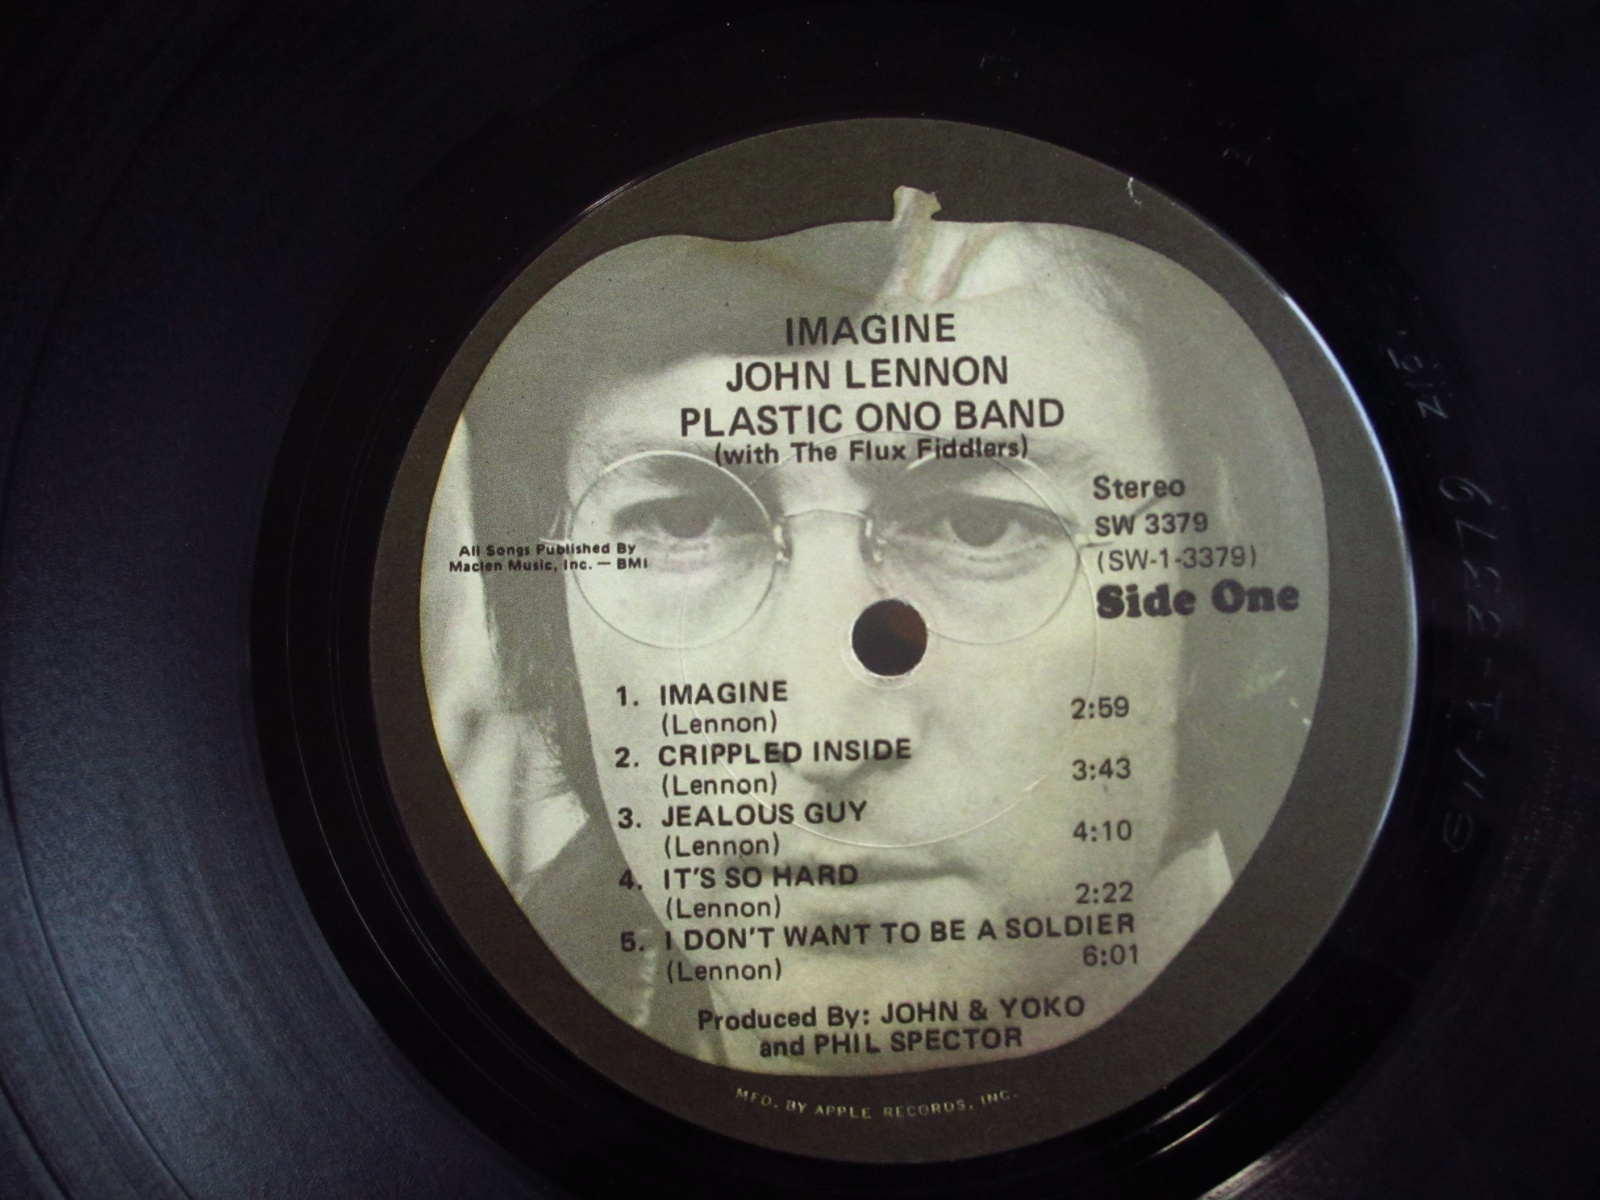 IMAGINE
JOHN LENNON
PLASTIC ONO BAND
(with The Flux Fiddlers)
Stereo
SW 3379
(SW-1-3379)
Side One
All Songs Published By
Maclen Music, Inc. — BMI
1. IMAGINE
(Lennon) 2:59
2. CRIPPLED INSIDE
(Lennon) 3:43
3. JEALOUS GUY
(Lennon) 4:10
4. IT'S SO HARD
(Lennon) 2:22
5. I DON'T WANT TO BE A SOLDIER
(Lennon) 6:01
Produced By: JOHN & YOKO
and PHIL SPECTOR
MFD. BY APPLE RECORDS, INC.